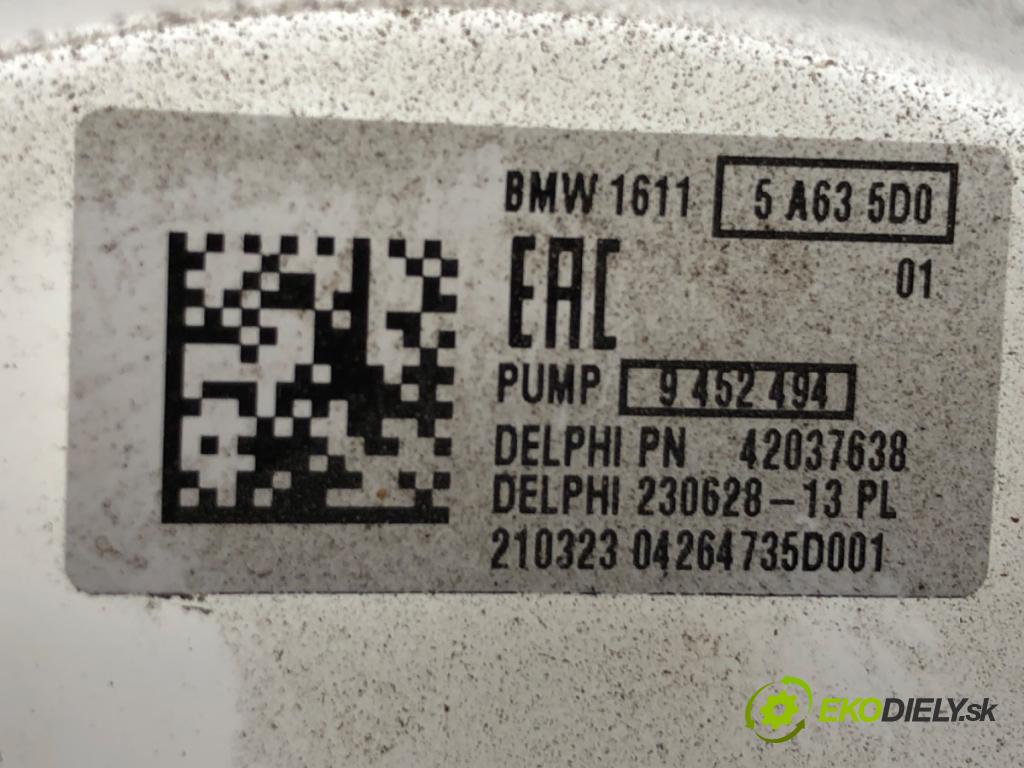 BMW 1611 5 A63 5D0
01
EAC
PUMP 9 452 494
DELPHI PN 42037638
DELPHI 230628-13 PL
210323 04264735D001
EKODIELY.sk